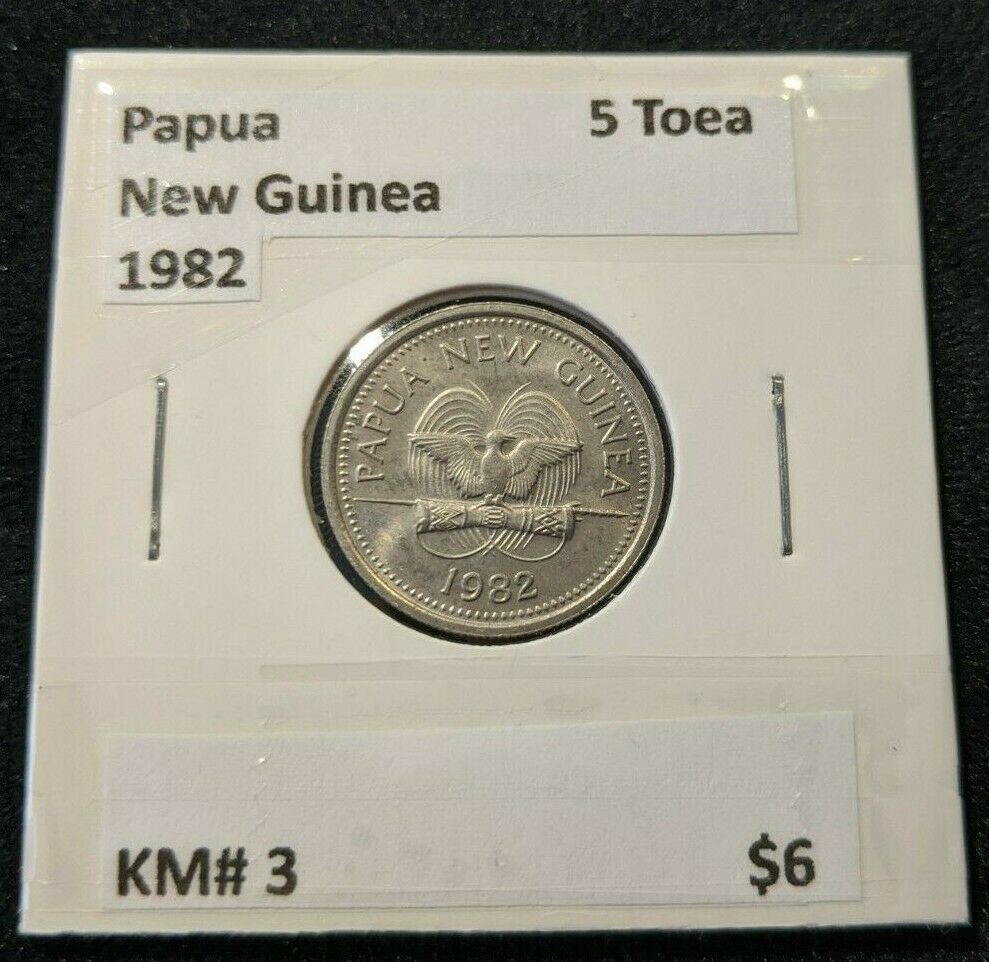 Papua 5 Toea
New Guinea
1982
PAPUA NEW GUINEA
1982
KM# 3 $6